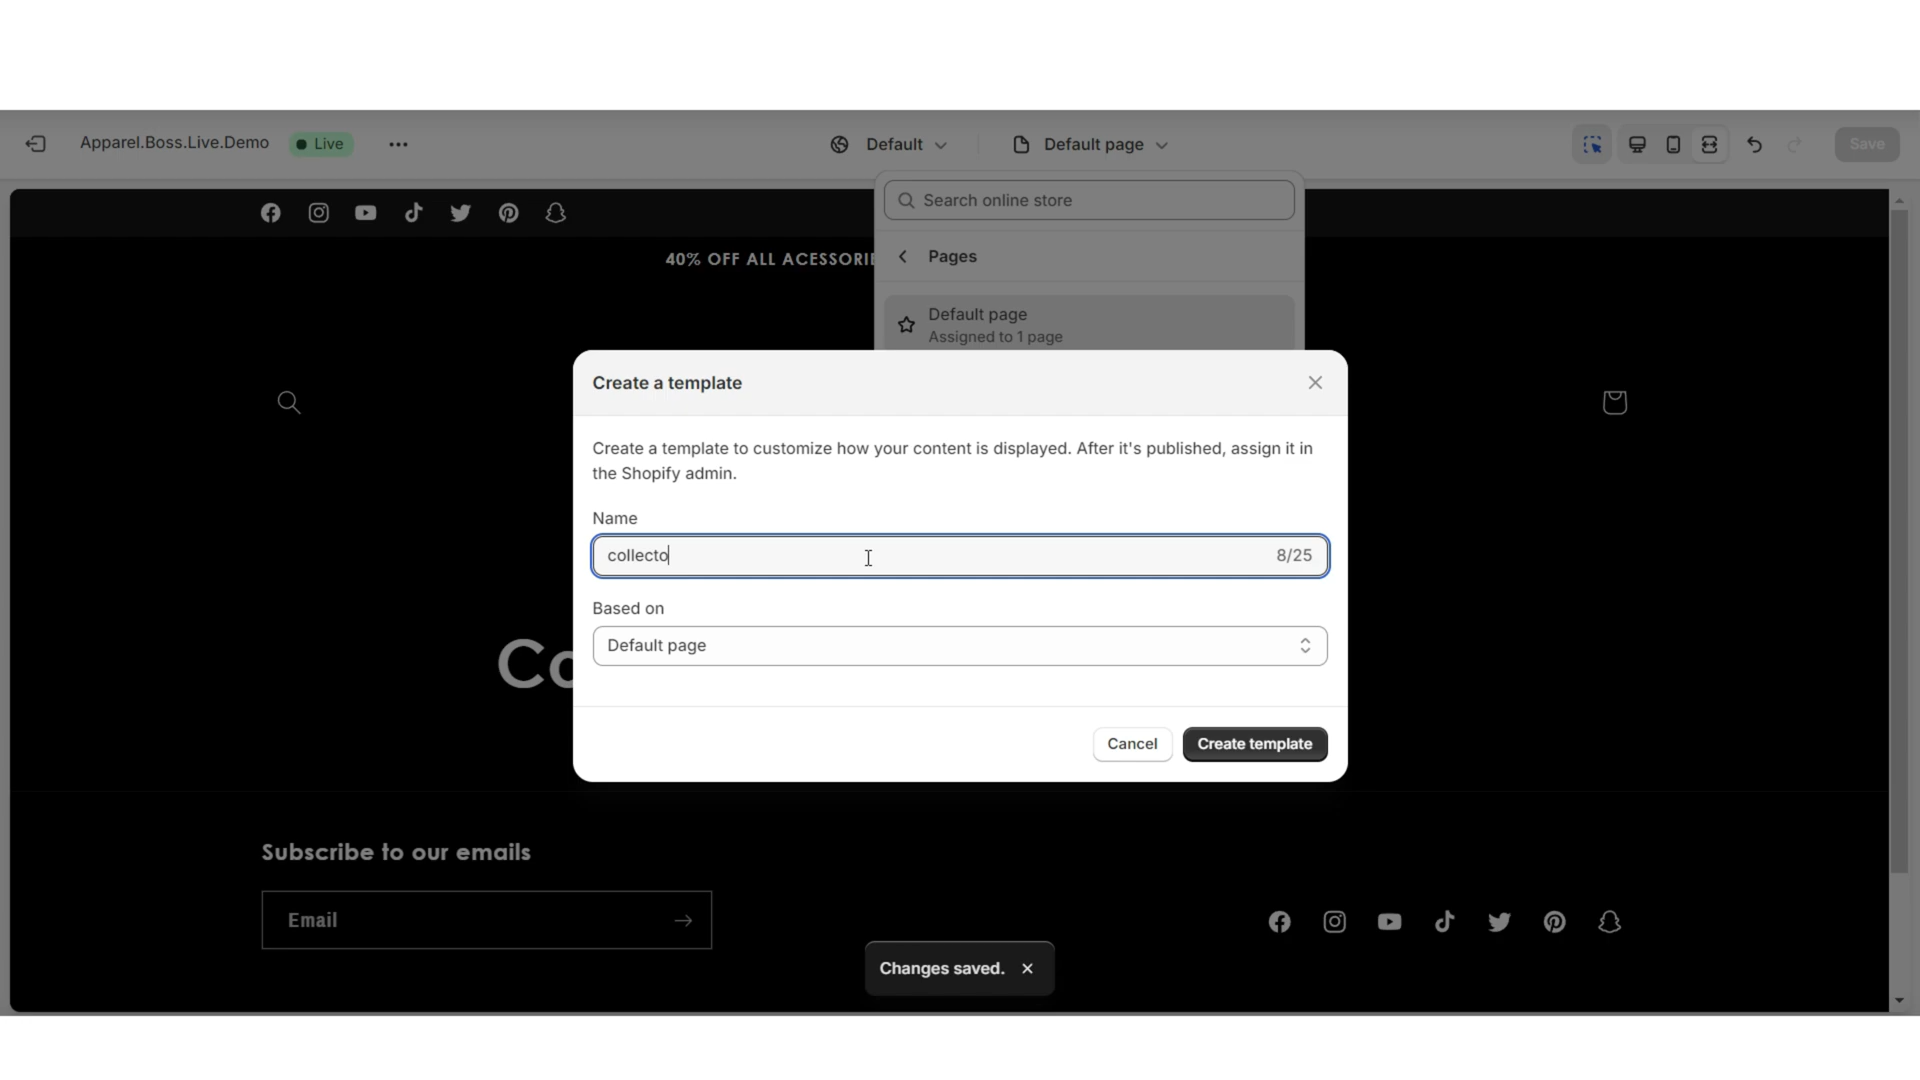 Apparel.Boss.Live.Demo
Live
Default
Default page
Save
Search online store
40% OFF ALL ACESSORIE
Pages
Default page
Assigned to 1 page
Create a template
Create a template to customize how your content is displayed. After it's published, assign it in
the Shopify admin.
Name
collecto
8/25
Based on
Default page
Co
Cancel
Create template
Subscribe to our emails
Email
Changes saved.